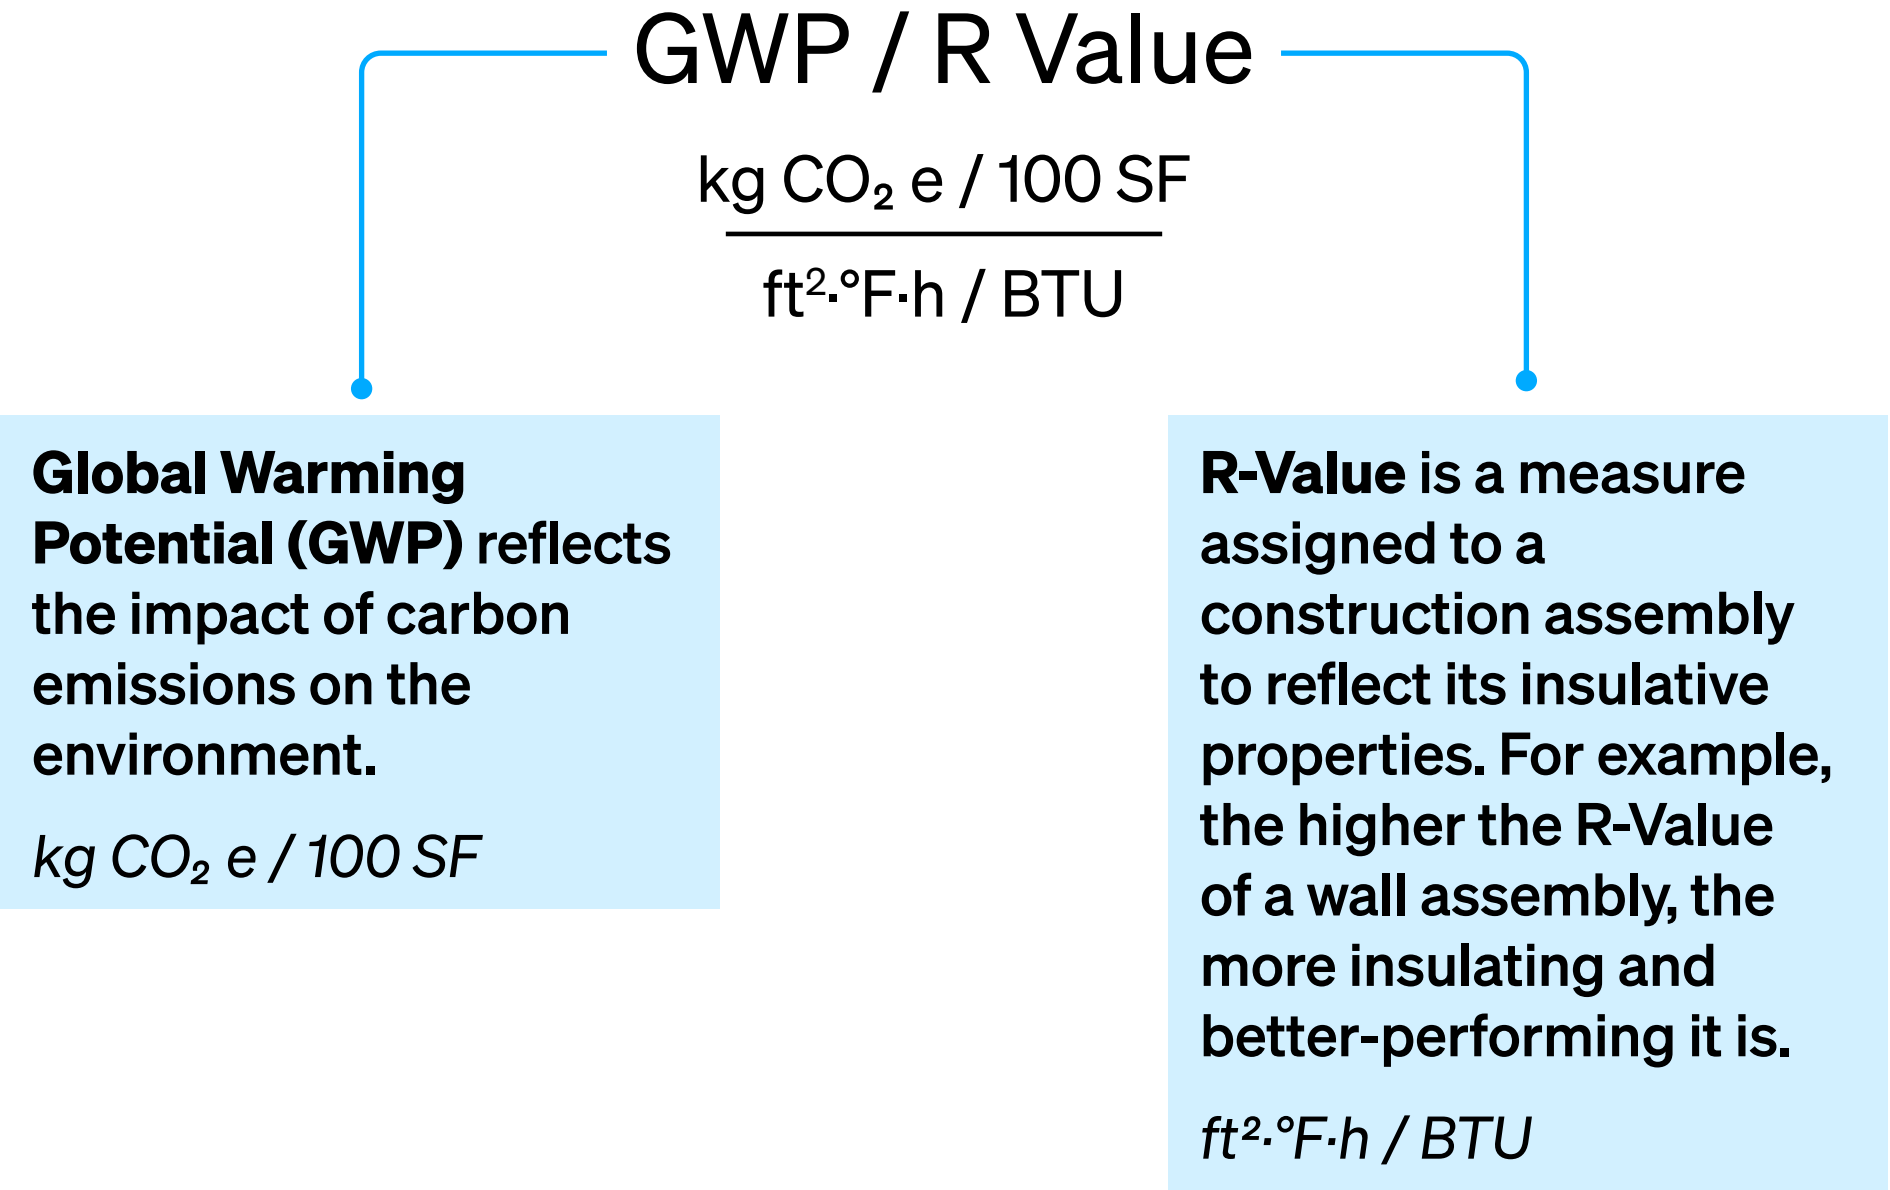 GWP / R Value
kg CO₂ e / 100 SF
ft²·°F·h / BTU
Global Warming
Potential (GWP) reflects
the impact of carbon
emissions on the
environment.
kg CO₂ e / 100 SF
R-Value is a measure
assigned to a
construction assembly
to reflect its insulative
properties. For example,
the higher the R-Value
of a wall assembly, the
more insulating and
better-performing it is.
ft²·°F·h / BTU